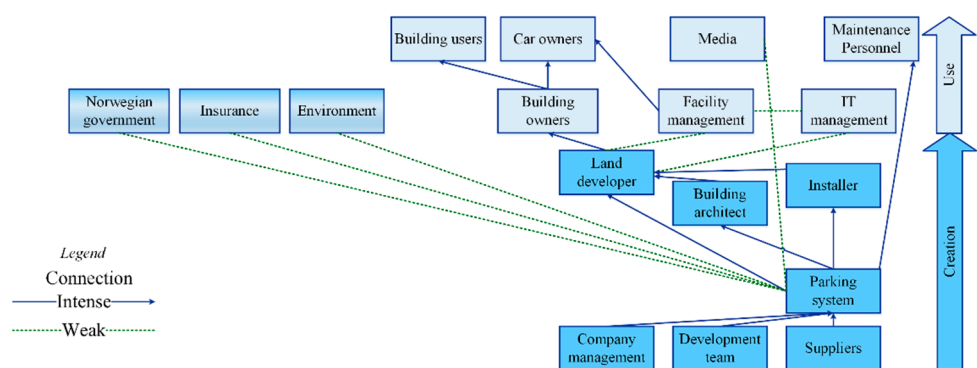 Building users
Car owners
Media
Maintenance
Personnel
Use
Norwegian
government
Insurance
Environment
Building
owners
Facility
management
IT
management
Land
developer
Building
architect
Installer
Creation
Legend
Connection
Intense
Weak
Parking
system
Company
management
Development
team
Suppliers